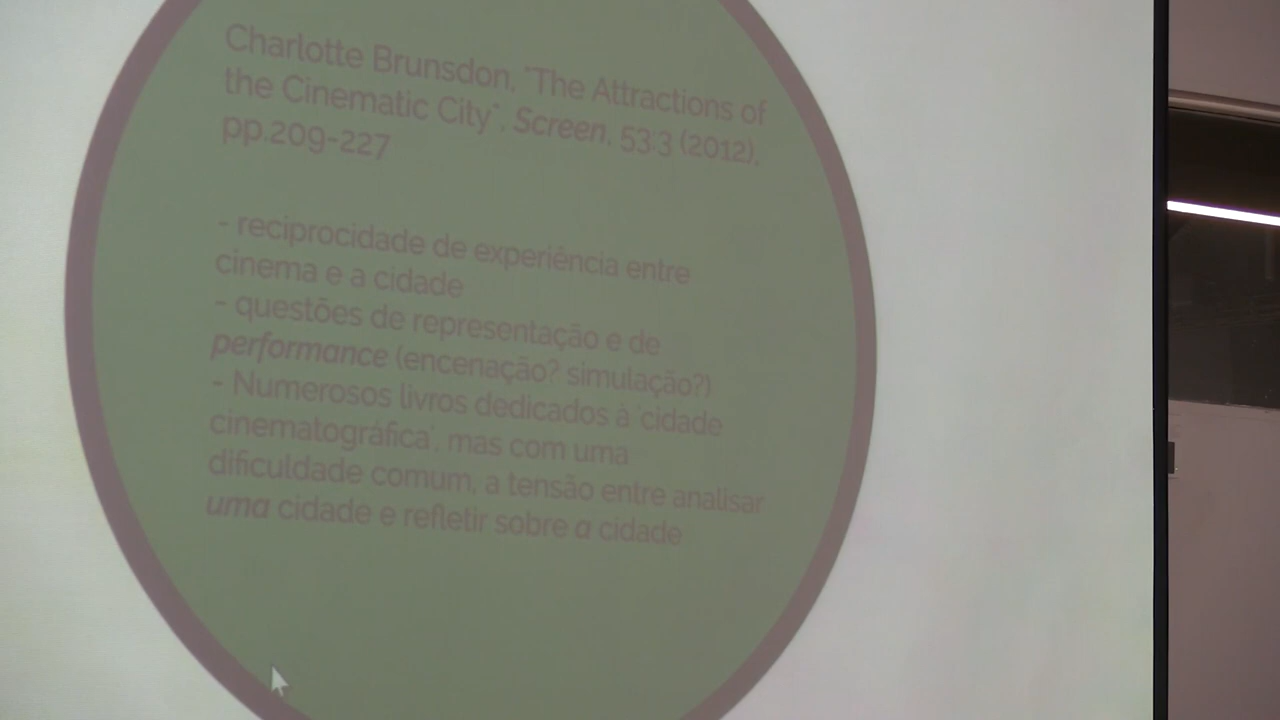 Charlotte Brunsdon, "The Attractions of
the Cinematic City", Screen, 53:3 (2012),
pp.209-227
- reciprocidade de experiência entre
cinema e a cidade
- questões de representação e de
performance (encenação? simulação?)
- Numerosos livros dedicados à 'cidade
cinematográfica', mas com uma
dificuldade comum, a tensão entre analisar
uma cidade e refletir sobre a cidade